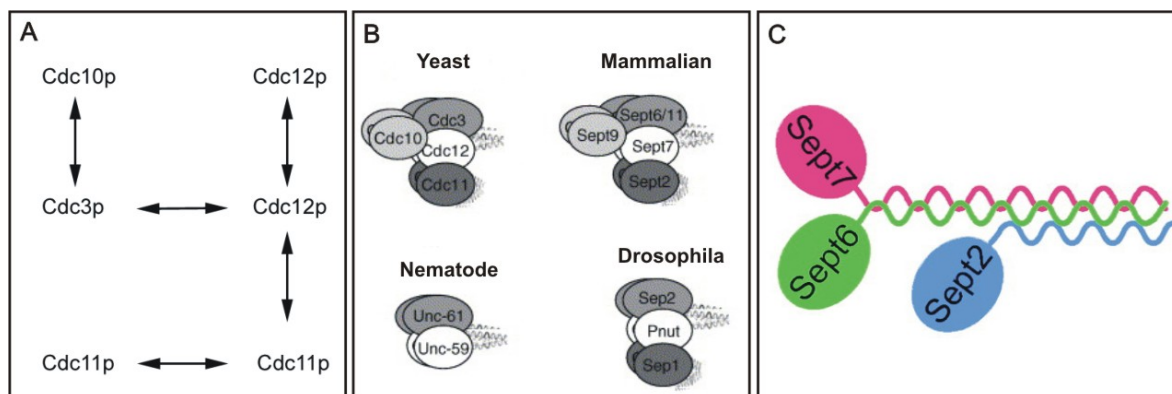 A
Cdc10p Cdc12p
Cdc3p Cdc12p
Cdc11p Cdc11p
B
Yeast Mammalian
Cdc3
Cdc10
Cdc12
Cdc11
Sept6/11
Sept9
Sept7
Sept2
Nematode Drosophila
Unc-61
Unc-59
Sep2
Pnut
Sep1
C
Sept7
Sept6
Sept2